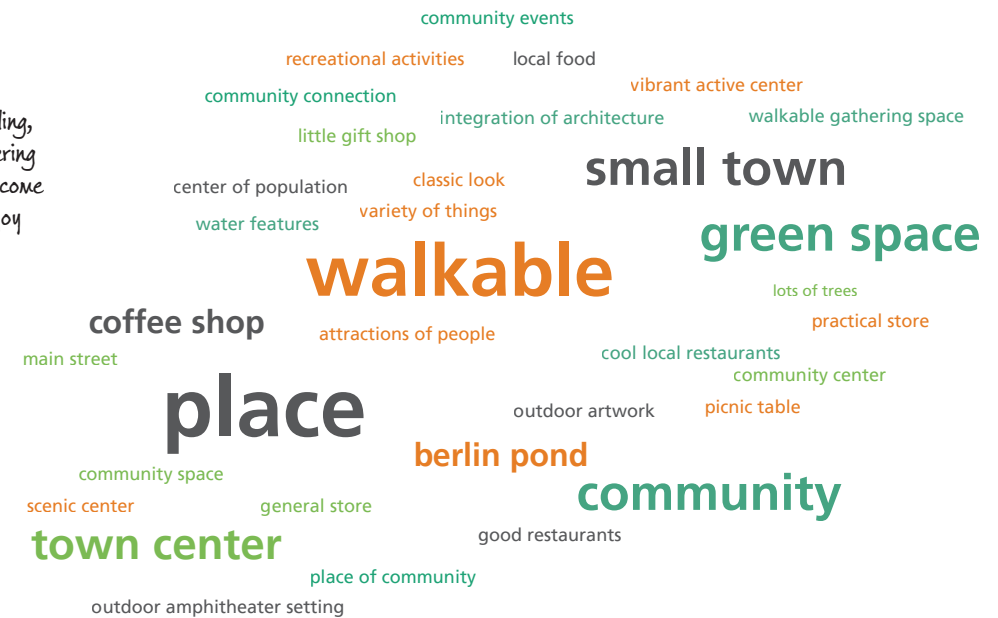 community events
recreational activities
local food
vibrant active center
community connection
integration of architecture
walkable gathering space
little gift shop
small town
come
oy
center of population
classic look
variety of things
water features
green space
walkable
lots of trees
coffee shop
practical store
attractions of people
main street
cool local restaurants
community center
place
outdoor artwork
picnic table
berlin pond
community space
community
scenic center
general store
town center
good restaurants
place of community
outdoor amphitheater setting